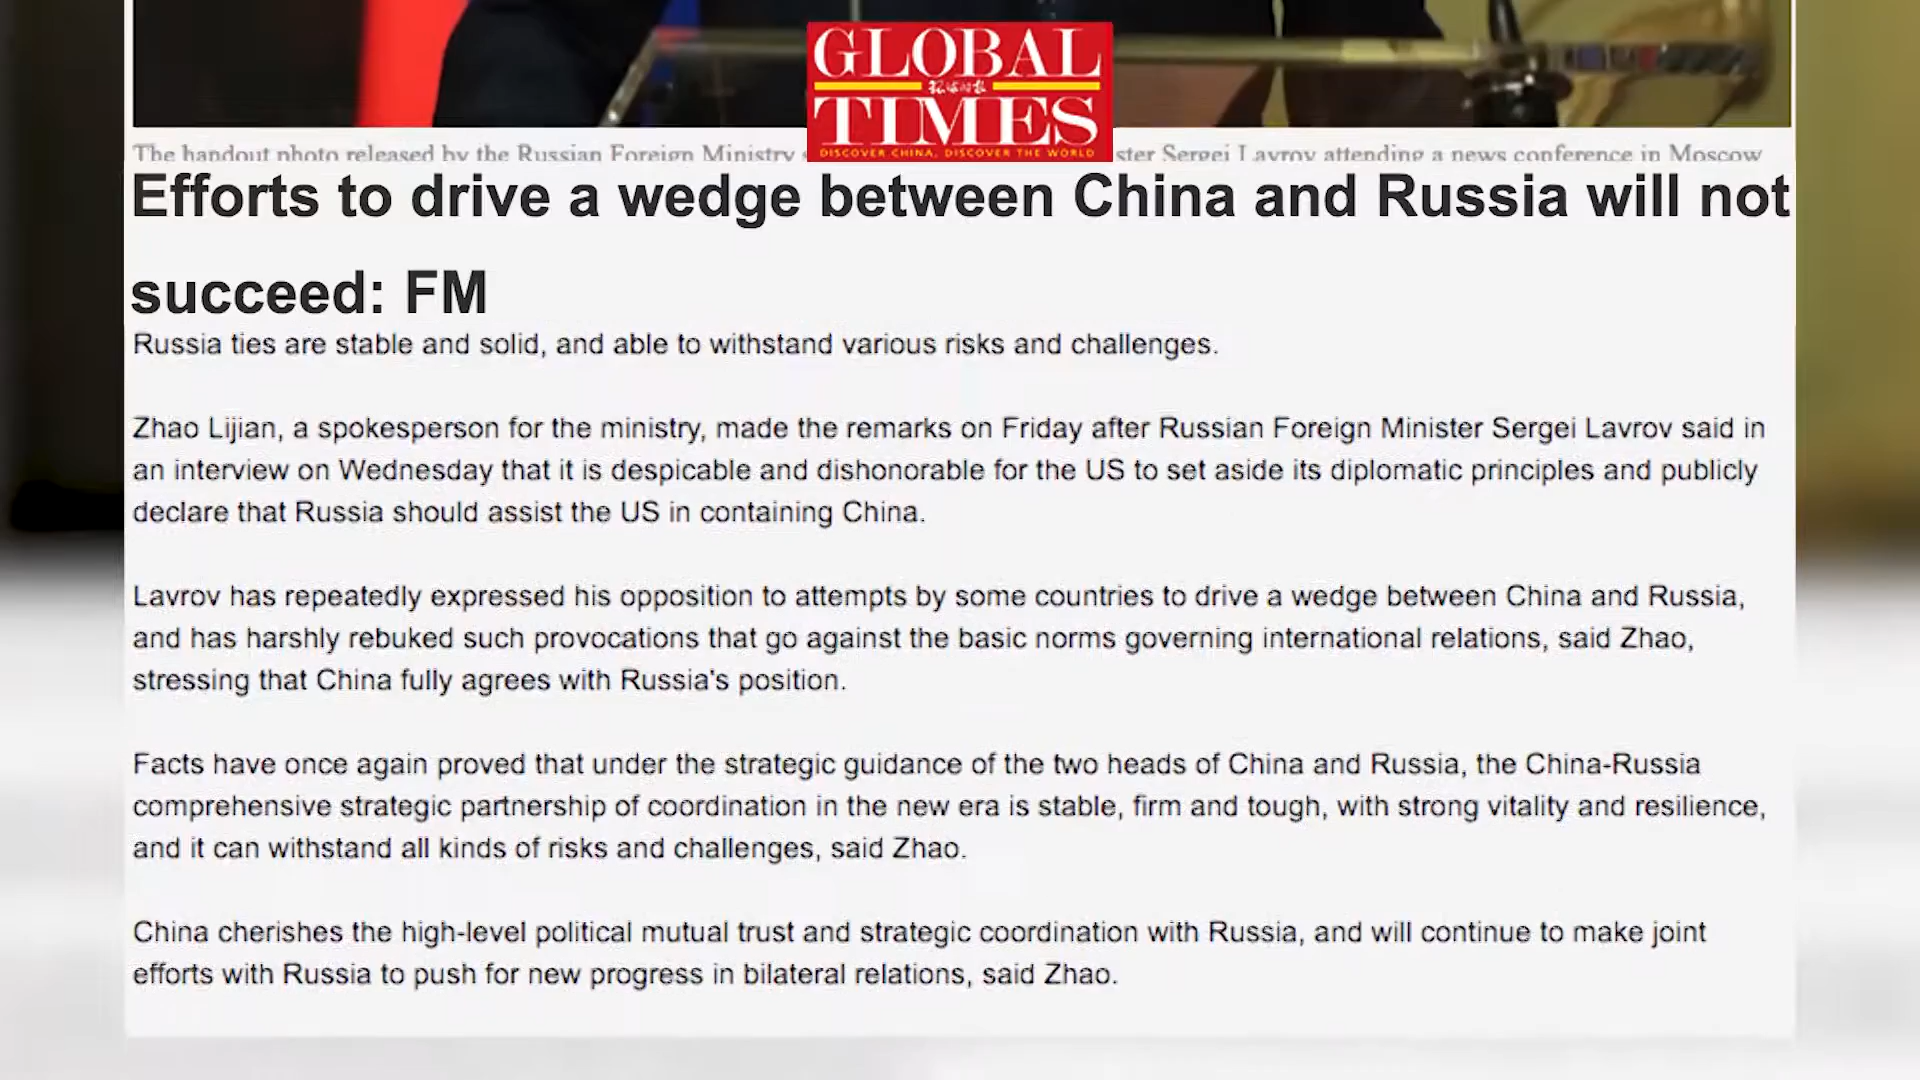 GLOBAL
环球时报
TIMES
DISCOVER CHINA, DISCOVER THE WORLD
The handout photo released by the Russian Foreign Ministry ster Sergei Lavrov attending a news conference in Moscow
Efforts to drive a wedge between China and Russia will not
succeed: FM
Russia ties are stable and solid, and able to withstand various risks and challenges.
Zhao Lijian, a spokesperson for the ministry, made the remarks on Friday after Russian Foreign Minister Sergei Lavrov said in
an interview on Wednesday that it is despicable and dishonorable for the US to set aside its diplomatic principles and publicly
declare that Russia should assist the US in containing China.
Lavrov has repeatedly expressed his opposition to attempts by some countries to drive a wedge between China and Russia,
and has harshly rebuked such provocations that go against the basic norms governing international relations, said Zhao,
stressing that China fully agrees with Russia's position.
Facts have once again proved that under the strategic guidance of the two heads of China and Russia, the China-Russia
comprehensive strategic partnership of coordination in the new era is stable, firm and tough, with strong vitality and resilience,
and it can withstand all kinds of risks and challenges, said Zhao.
China cherishes the high-level political mutual trust and strategic coordination with Russia, and will continue to make joint
efforts with Russia to push for new progress in bilateral relations, said Zhao.